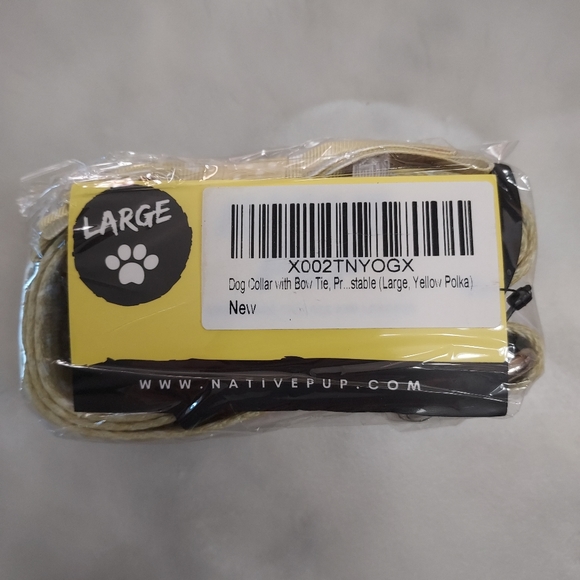 LARGE
X002TNYOGX
Dog Collar with Bow Tie, Pr...stable (Large, Yellow Polka)
New
WWW.NATIVEPUP.COM